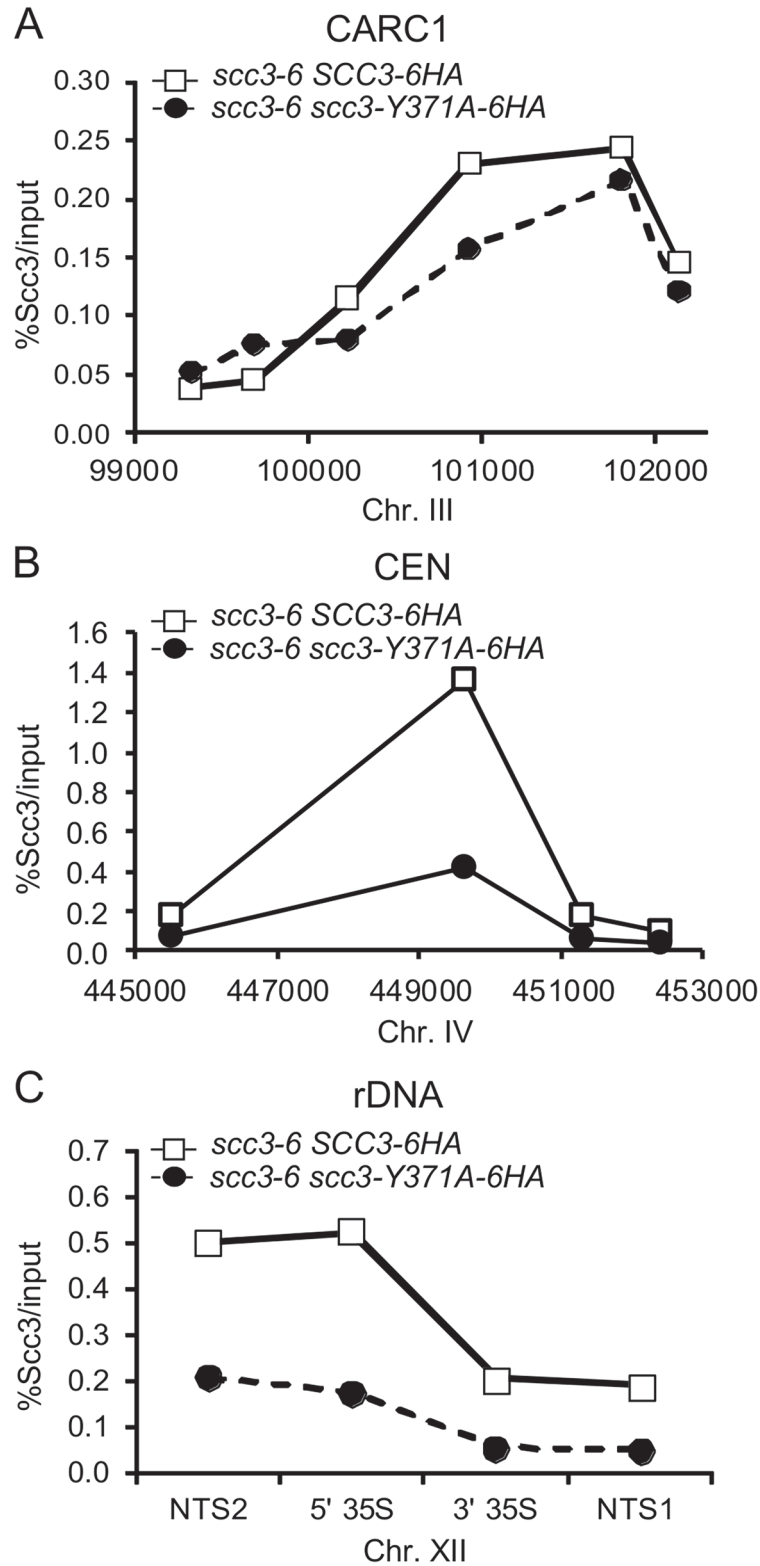 A
CARC1
scc3-6 SCC3-6HA
scc3-6 scc3-Y371A-6HA
%Scc3/input
0.30
0.25
0.20
0.15
0.10
0.05
0.00
99000 100000 101000 102000
Chr. III
B
CEN
scc3-6 SCC3-6HA
scc3-6 scc3-Y371A-6HA
%Scc3/input
1.6
1.4
1.2
1.0
0.8
0.6
0.4
0.2
0.0
445000 447000 449000 451000 453000
Chr. IV
C
rDNA
scc3-6 SCC3-6HA
scc3-6 scc3-Y371A-6HA
%Scc3/input
0.7
0.6
0.5
0.4
0.3
0.2
0.1
0.0
NTS2 5' 35S 3' 35S NTS1
Chr. XII